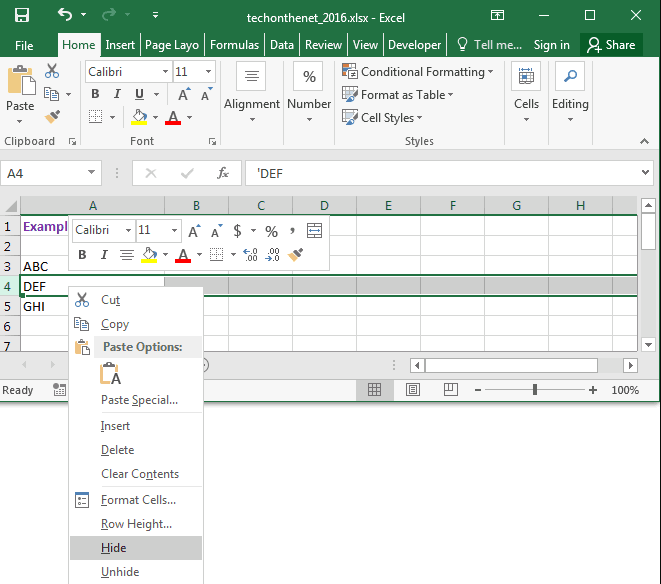 techonthenet_2016.xlsx - Excel
File Home Insert Page Layo Formulas Data Review View Developer Tell me... Sign in Share
Calibri 11 Conditional Formatting
Paste B I U A A Alignment % Number Format as Table Cells Editing
A Cell Styles
Clipboard Font Styles
A4 fx 'DEF
A B C D E F G H
1 Exampl
Calibri 11 A A $ % ,
2
B I A .00 .00
3 ABC
4 DEF
5 GHI
6
7
Ready 100%
Cut
Copy
Paste Options:
A
Paste Special...
Insert
Delete
Clear Contents
Format Cells...
Row Height...
Hide
Unhide